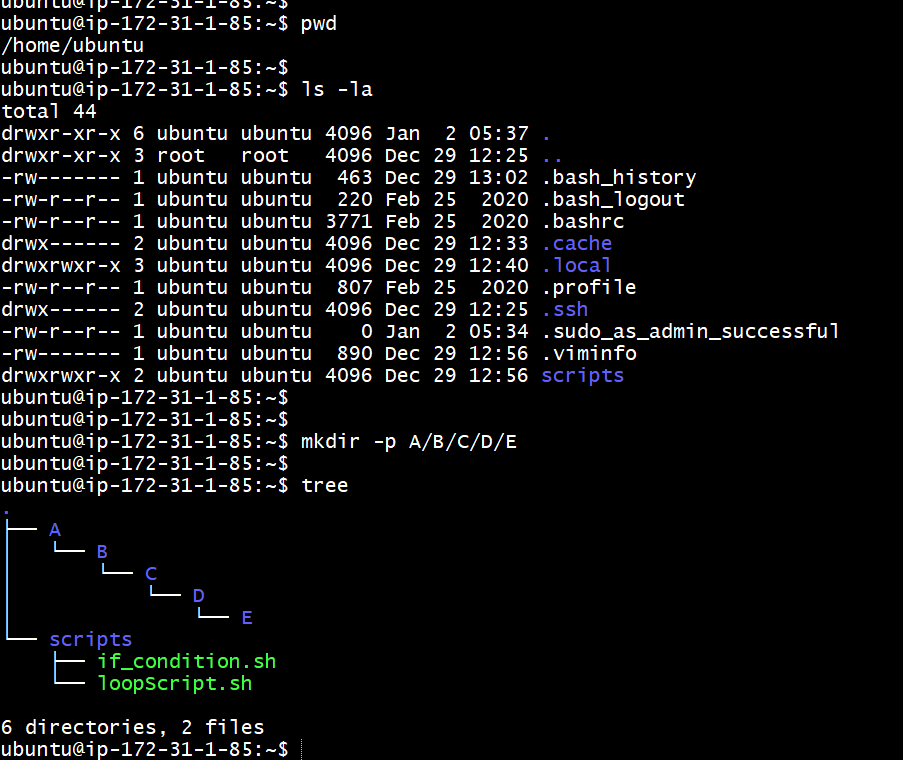 ubuntu@ip-172-31-1-85:~$
ubuntu@ip-172-31-1-85:~$ pwd
/home/ubuntu
ubuntu@ip-172-31-1-85:~$
ubuntu@ip-172-31-1-85:~$ ls -la
total 44
drwxr-xr-x 6 ubuntu ubuntu 4096 Jan  2 05:37 .
drwxr-xr-x 3 root   root   4096 Dec 29 12:25 ..
-rw------- 1 ubuntu ubuntu  463 Dec 29 13:02 .bash_history
-rw-r--r-- 1 ubuntu ubuntu  220 Feb 25  2020 .bash_logout
-rw-r--r-- 1 ubuntu ubuntu 3771 Feb 25  2020 .bashrc
drwx------ 2 ubuntu ubuntu 4096 Dec 29 12:33 .cache
drwxrwxr-x 3 ubuntu ubuntu 4096 Dec 29 12:40 .local
-rw-r--r-- 1 ubuntu ubuntu  807 Feb 25  2020 .profile
drwx------ 2 ubuntu ubuntu 4096 Dec 29 12:25 .ssh
-rw-r--r-- 1 ubuntu ubuntu    0 Jan  2 05:34 .sudo_as_admin_successful
-rw------- 1 ubuntu ubuntu  890 Dec 29 12:56 .viminfo
drwxrwxr-x 2 ubuntu ubuntu 4096 Dec 29 12:56 scripts
ubuntu@ip-172-31-1-85:~$
ubuntu@ip-172-31-1-85:~$
ubuntu@ip-172-31-1-85:~$ mkdir -p A/B/C/D/E
ubuntu@ip-172-31-1-85:~$
ubuntu@ip-172-31-1-85:~$ tree
.
├── A
│   └── B
│       └── C
│           └── D
│               └── E
└── scripts
    ├── if_condition.sh
    └── loopScript.sh

6 directories, 2 files
ubuntu@ip-172-31-1-85:~$